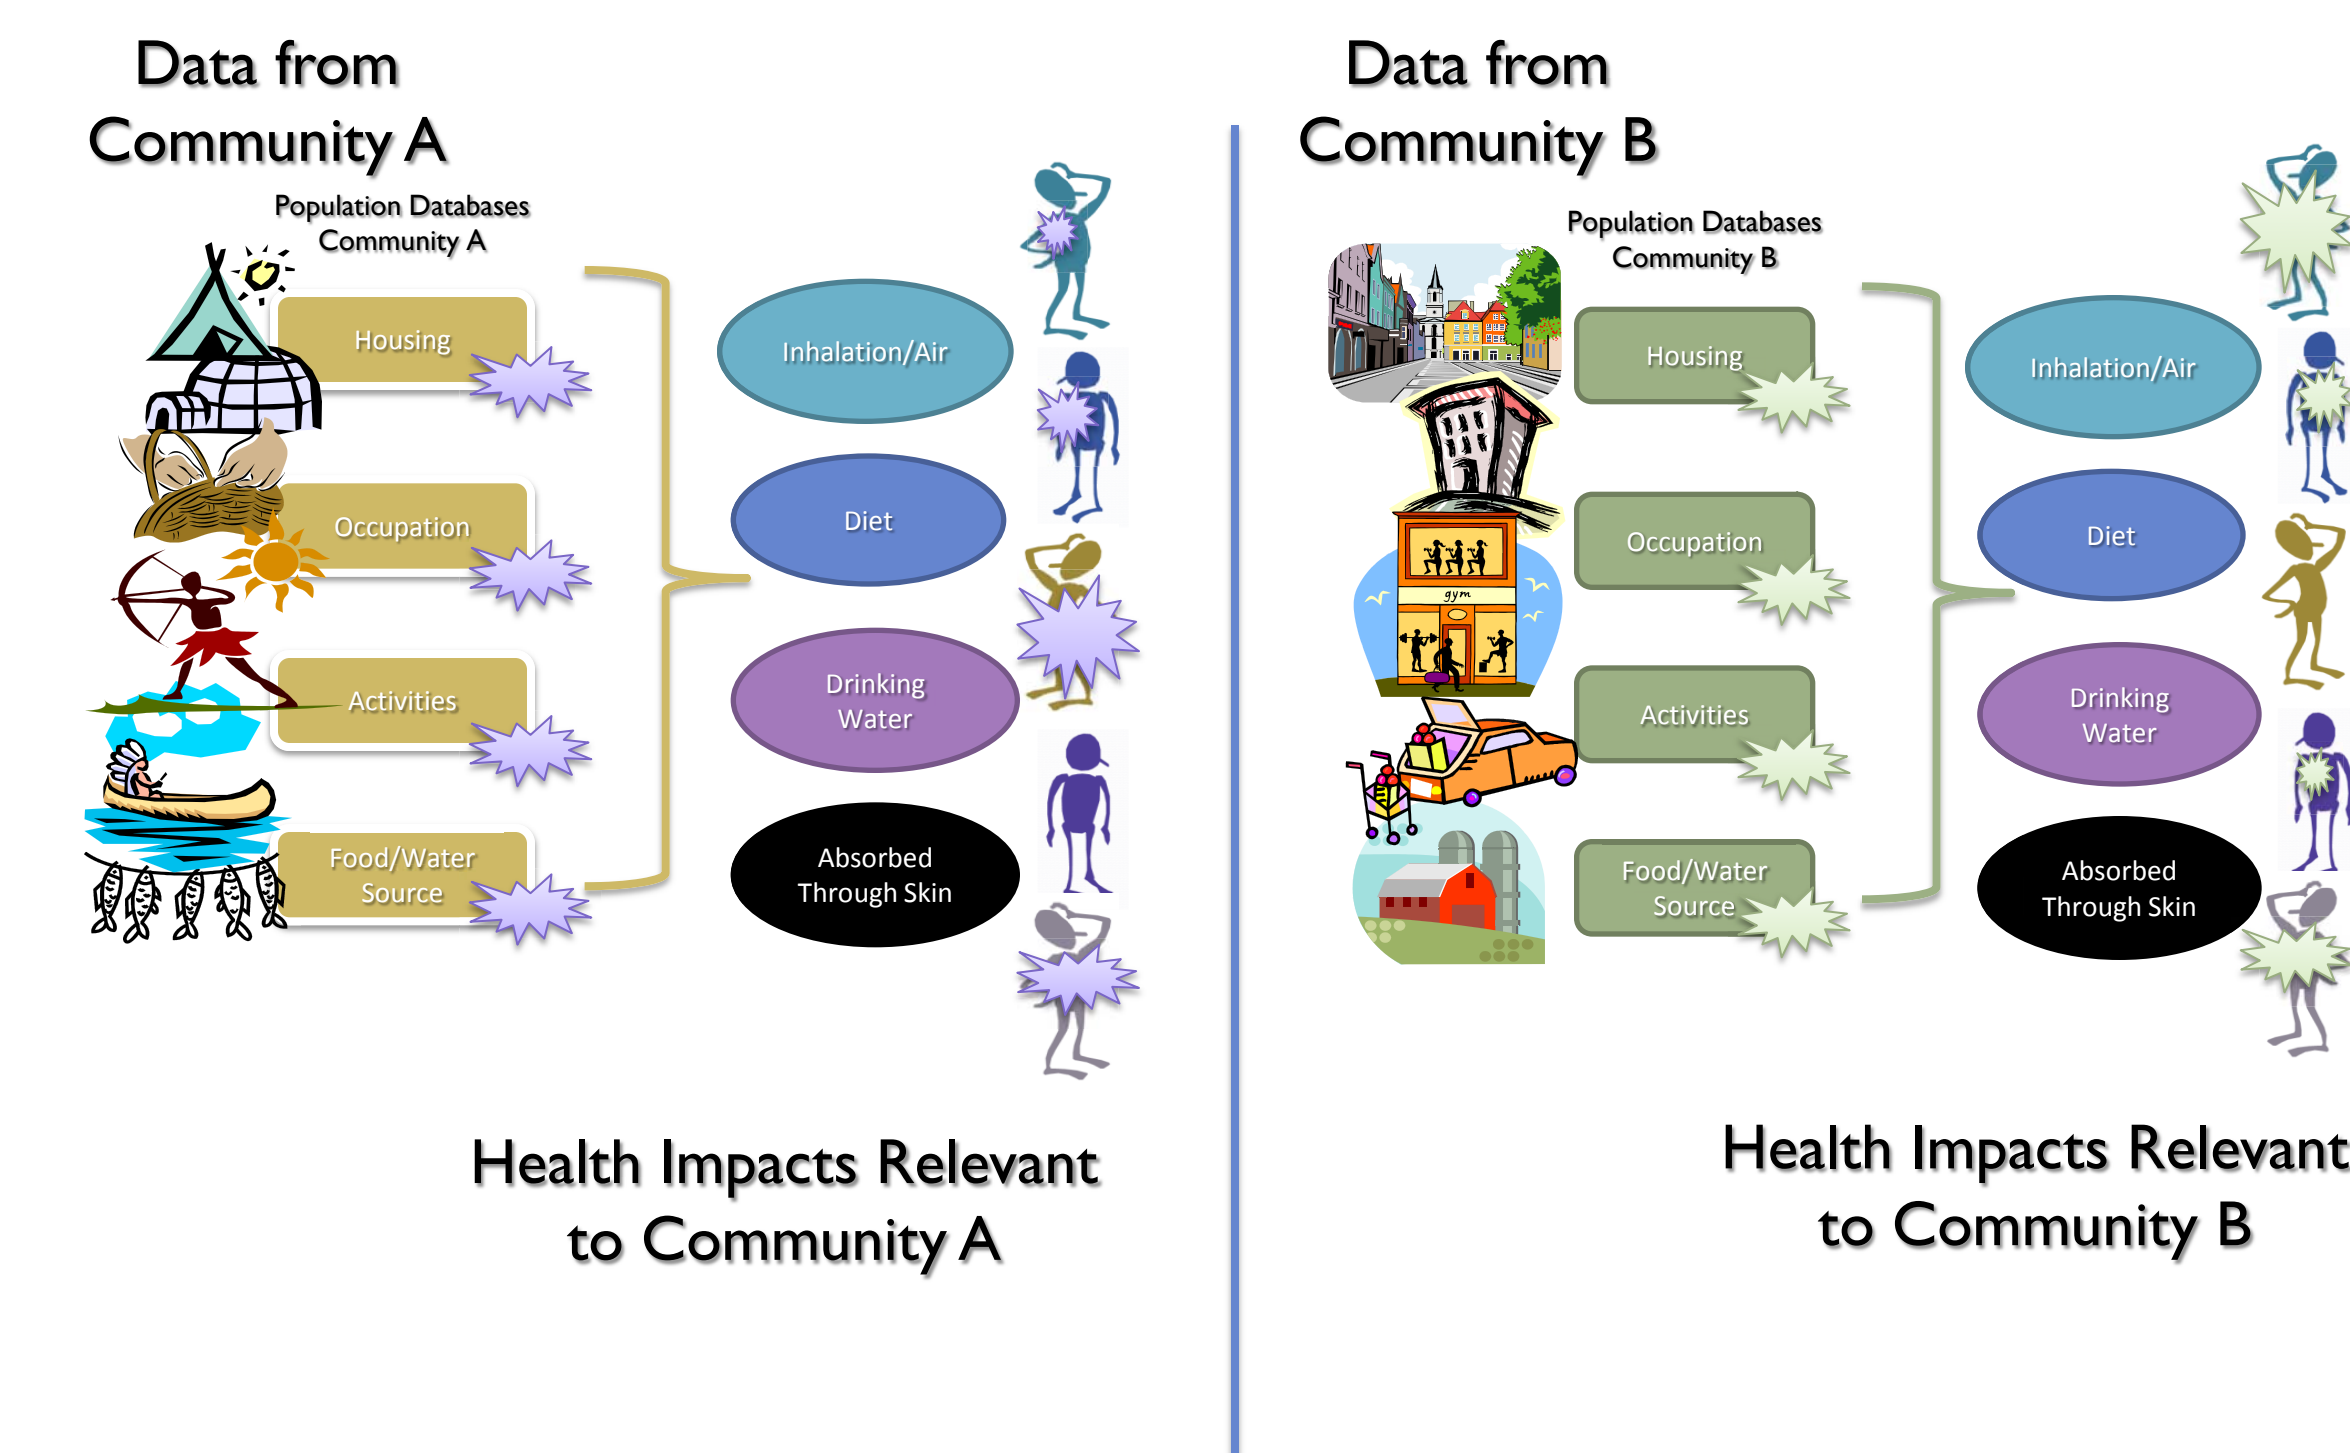 Data from
Community A
Population Databases
Community A
Housing
Occupation
Activities
Food/Water
Source
Inhalation/Air
Diet
Drinking
Water
Absorbed
Through Skin
Health Impacts Relevant
to Community A
Data from
Community B
Population Databases
Community B
gym
Housing
Occupation
Activities
Food/Water
Source
Inhalation/Air
Diet
Drinking
Water
Absorbed
Through Skin
Health Impacts Relevant
to Community B